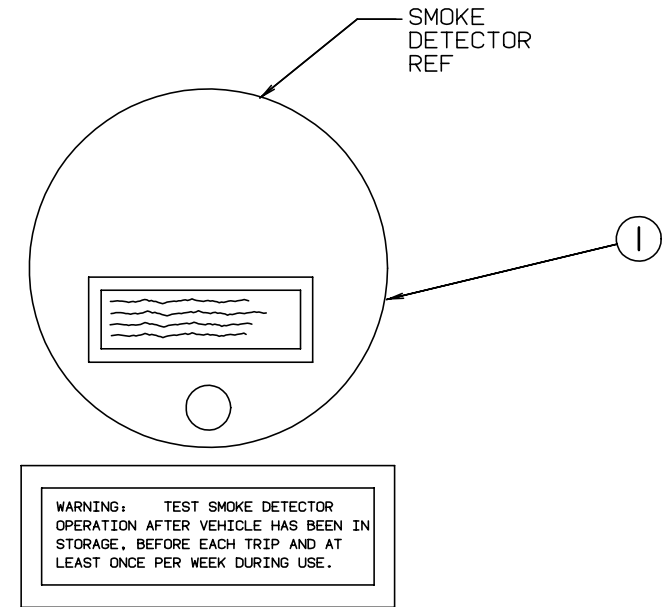 SMOKE
DETECTOR
REF
1
WARNING: TEST SMOKE DETECTOR
OPERATION AFTER VEHICLE HAS BEEN IN
STORAGE, BEFORE EACH TRIP AND AT
LEAST ONCE PER WEEK DURING USE.